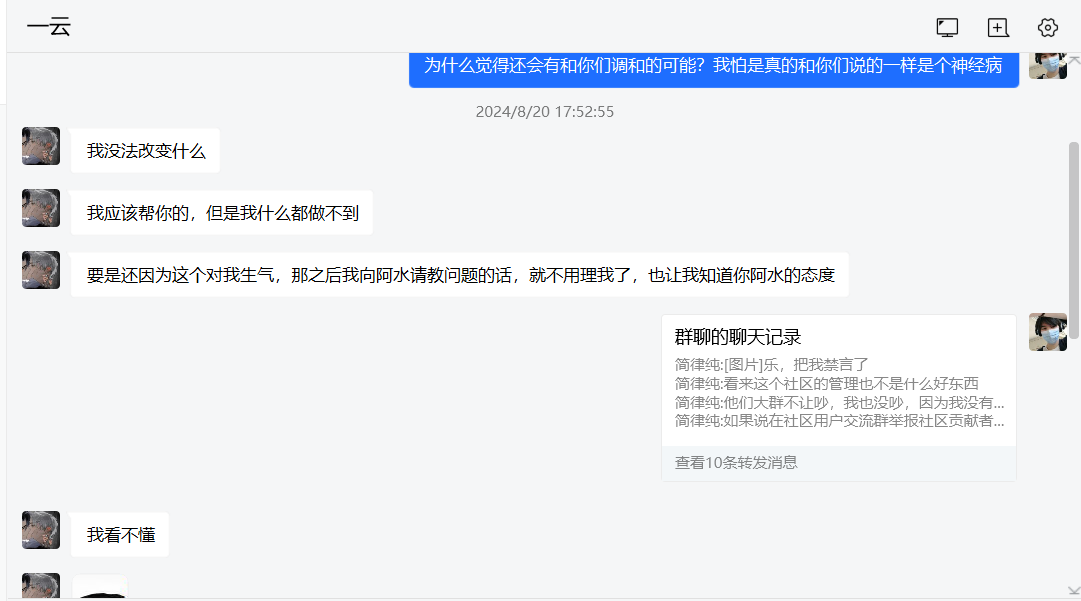 一云
为什么觉得还会有和你们调和的可能？我怕是真的和你们说的一样是个神经病
2024/8/20 17:52:55
我没法改变什么
我应该帮你的，但是我什么都做不到
要是还因为这个对我生气，那之后我向阿水请教问题的话，就不用理我了，也让我知道你阿水的态度
群聊的聊天记录
简律纯:[图片]乐，把我禁言了
简律纯:看来这个社区的管理也不是什么好东西
简律纯:他们大群不让吵，我也没吵，因为我没有...
简律纯:如果说在社区用户交流群举报社区贡献者...
查看10条转发消息
我看不懂